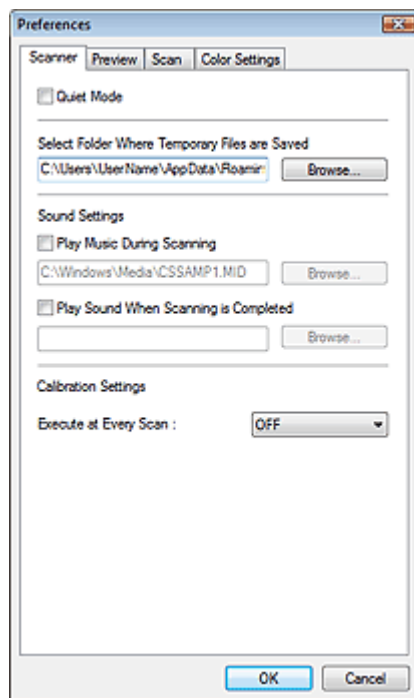 Preferences
Scanner Preview Scan Color Settings
Quiet Mode
Select Folder Where Temporary Files are Saved
C:\Users\UserName\AppData\Roamin Browse...
Sound Settings
Play Music During Scanning
C:\Windows\Media\CSSAMP1.MID Browse...
Play Sound When Scanning is Completed
Browse...
Calibration Settings
Execute at Every Scan : OFF
OK Cancel